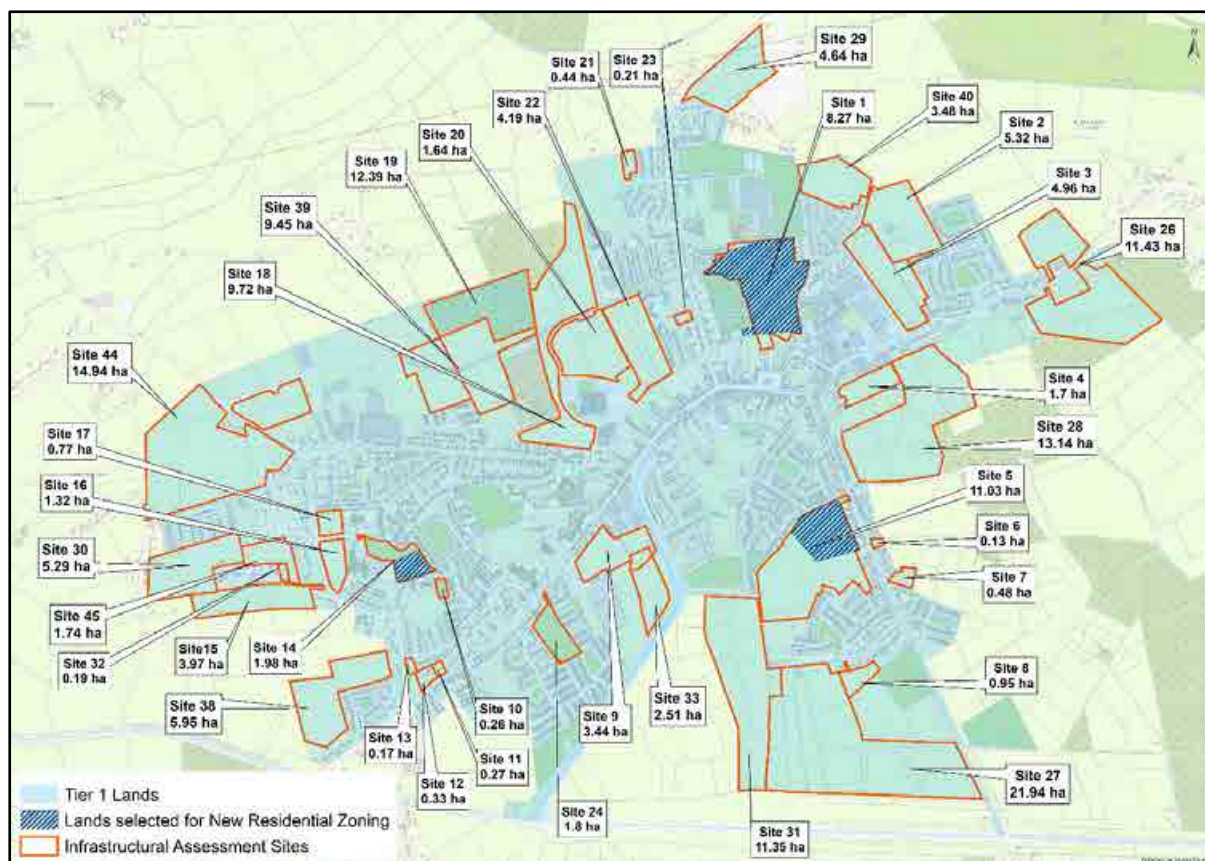 Site 29
4.64 ha
Site 21
0.44 ha
Site 23
0.21 ha
Site 22
4.19 ha
Site 1
8.27 ha
Site 40
3.48 ha
Site 2
5.32 ha
Site 20
1.64 ha
Site 19
12.39 ha
Site 3
4.96 ha
Site 39
9.45 ha
Site 26
11.43 ha
Site 18
9.72 ha
Site 44
14.94 ha
Site 4
1.7 ha
Site 17
0.77 ha
Site 28
13.14 ha
Site 16
1.32 ha
Site 5
11.03 ha
Site 6
0.13 ha
Site 30
5.29 ha
Site 7
0.48 ha
Site 45
1.74 ha
Site 32
0.19 ha
Site15
3.97 ha
Site 14
1.98 ha
Site 8
0.95 ha
Site 38
5.95 ha
Site 13
0.17 ha
Site 10
0.26 ha
Site 9
3.44 ha
Site 33
2.51 ha
Site 11
0.27 ha
Site 12
0.33 ha
Site 27
21.94 ha
Site 24
1.8 ha
Site 31
11.35 ha
Tier 1 Lands
Lands selected for New Residential Zoning
Infrastructural Assessment Sites